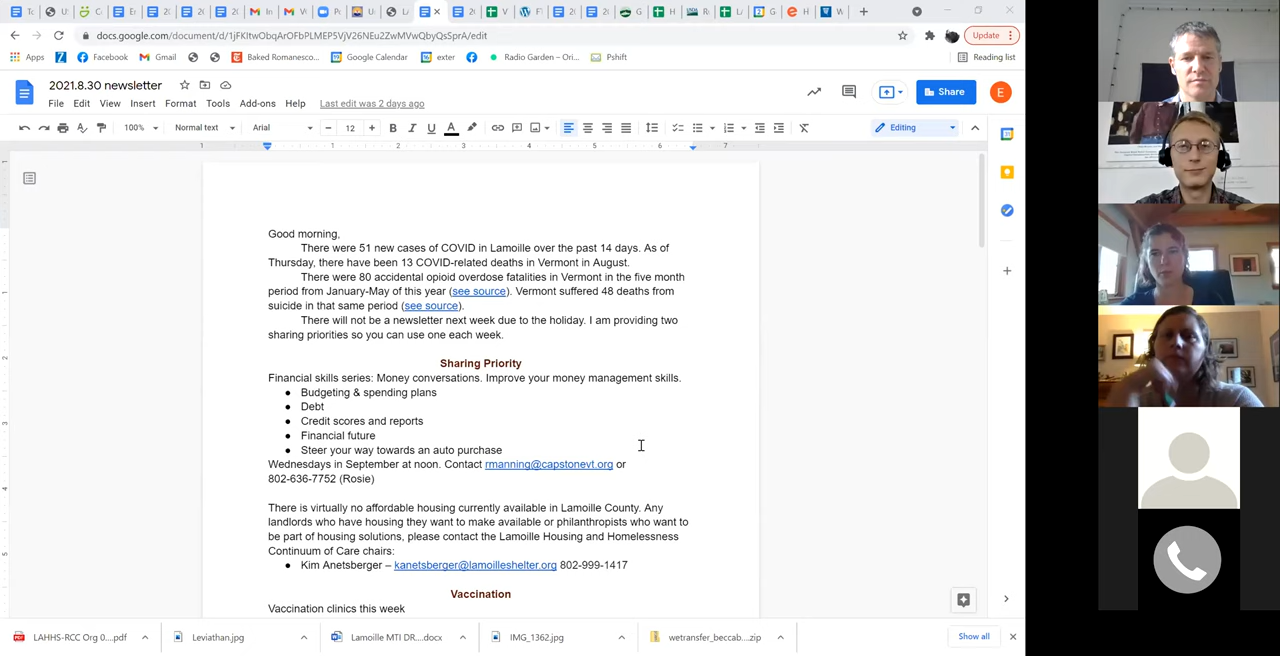 docs.google.com/document/d/1jFKItwObqArOFbPLMEP5VjV26NEu2ZwMVwQbyQsSprA/edit
Update
Apps
Facebook
Gmail
Baked Romanesco...
Google Calendar
exter
Radio Garden – Ori...
Pshift
Reading list
2021.8.30 newsletter
File Edit View Insert Format Tools Add-ons Help Last edit was 2 days ago
Share
E
100% Normal text Arial 12 B I U A Editing
1 1 2 3 4 5 6 7
Good morning,
There were 51 new cases of COVID in Lamoille over the past 14 days. As of
Thursday, there have been 13 COVID-related deaths in Vermont in August.
There were 80 accidental opioid overdose fatalities in Vermont in the five month
period from January-May of this year (see source). Vermont suffered 48 deaths from
suicide in that same period (see source).
There will not be a newsletter next week due to the holiday. I am providing two
sharing priorities so you can use one each week.
Sharing Priority
Financial skills series: Money conversations. Improve your money management skills.
● Budgeting & spending plans
● Debt
● Credit scores and reports
● Financial future
● Steer your way towards an auto purchase
Wednesdays in September at noon. Contact rmanning@capstonevt.org or
802-636-7752 (Rosie)
There is virtually no affordable housing currently available in Lamoille County. Any
landlords who have housing they want to make available or philanthropists who want to
be part of housing solutions, please contact the Lamoille Housing and Homelessness
Continuum of Care chairs:
● Kim Anetsberger – kanetsberger@lamoilleshelter.org 802-999-1417
Vaccination
Vaccination clinics this week
LAHHS-RCC Org 0....pdf
Leviathan.jpg
Lamoille MTI DR....docx
IMG_1362.jpg
wetransfer_beccab....zip
Show all